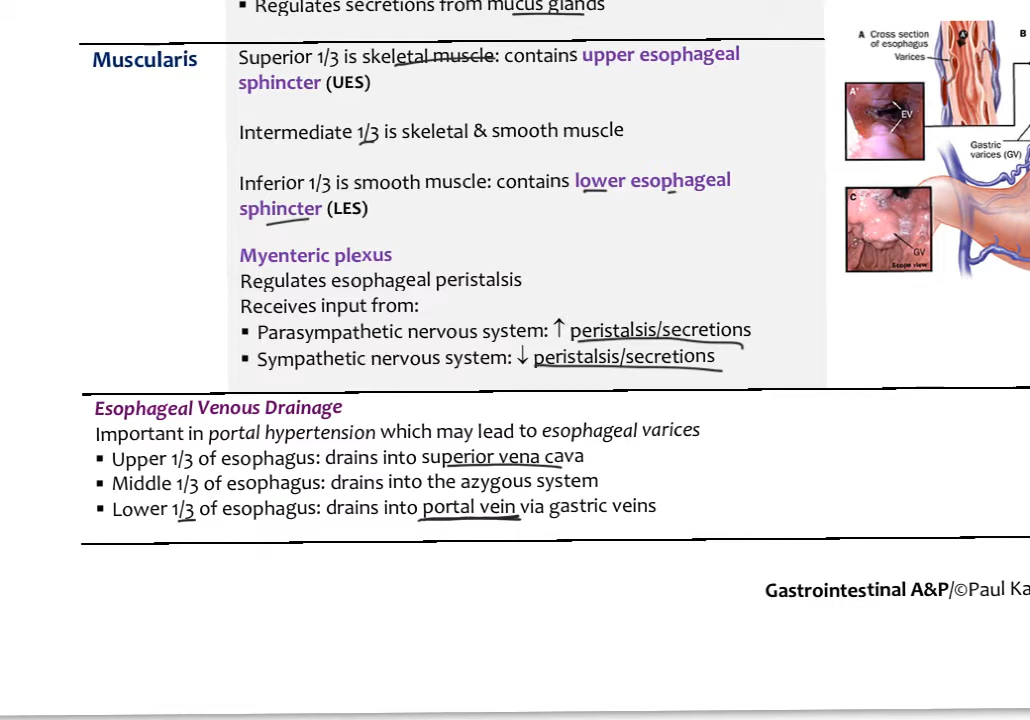 ▪ Regulates secretions from mucus glands
Muscularis
Superior 1/3 is skeletal muscle: contains upper esophageal
sphincter (UES)
Intermediate 1/3 is skeletal & smooth muscle
Inferior 1/3 is smooth muscle: contains lower esophageal
sphincter (LES)
Myenteric plexus
Regulates esophageal peristalsis
Receives input from:
▪ Parasympathetic nervous system: ↑ peristalsis/secretions
▪ Sympathetic nervous system: ↓ peristalsis/secretions
A Cross section
of esophagus
Varices
A'
B
A'
EV
Gastric
varices (GV)
C
GV
Scope view
Esophageal Venous Drainage
Important in portal hypertension which may lead to esophageal varices
▪ Upper 1/3 of esophagus: drains into superior vena cava
▪ Middle 1/3 of esophagus: drains into the azygous system
▪ Lower 1/3 of esophagus: drains into portal vein via gastric veins
Gastrointestinal A&P/©Paul Ka